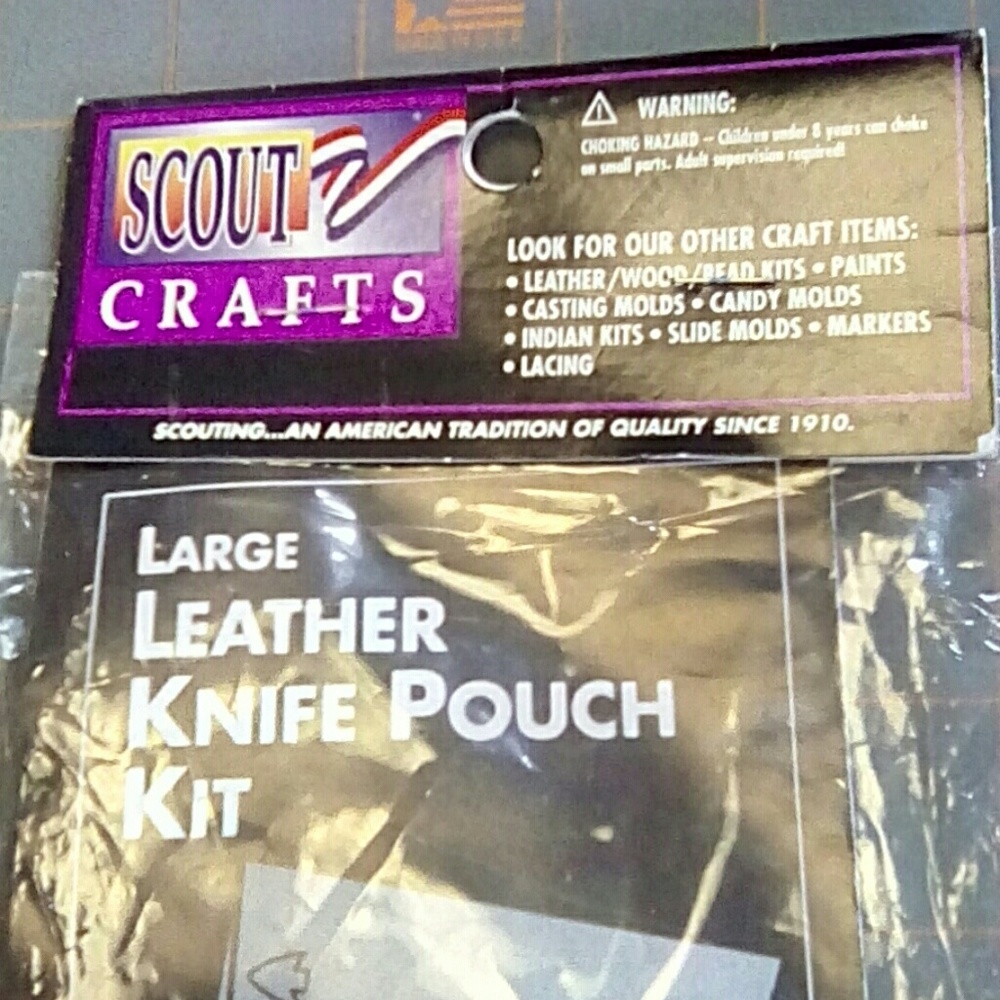 SCOUT
CRAFTS
WARNING:
CHOKING HAZARD -- Children under 8 years can choke
on small parts. Adult supervision required!
LOOK FOR OUR OTHER CRAFT ITEMS:
• LEATHER/WOOD/BEAD KITS • PAINTS
• CASTING MOLDS • CANDY MOLDS
• INDIAN KITS • SLIDE MOLDS • MARKERS
• LACING
SCOUTING...AN AMERICAN TRADITION OF QUALITY SINCE 1910.
LARGE
LEATHER
KNIFE POUCH
KIT